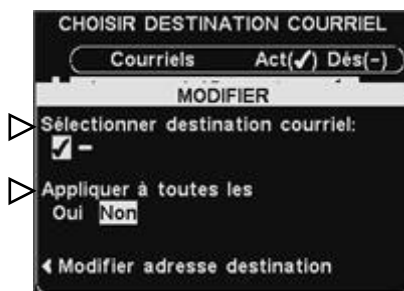 CHOISIR DESTINATION COURRIEL
Courriels Act(✓) Dés(-)
MODIFIER
Sélectionner destination courriel:
✓ -
Appliquer à toutes les
Oui Non
Modifier adresse destination